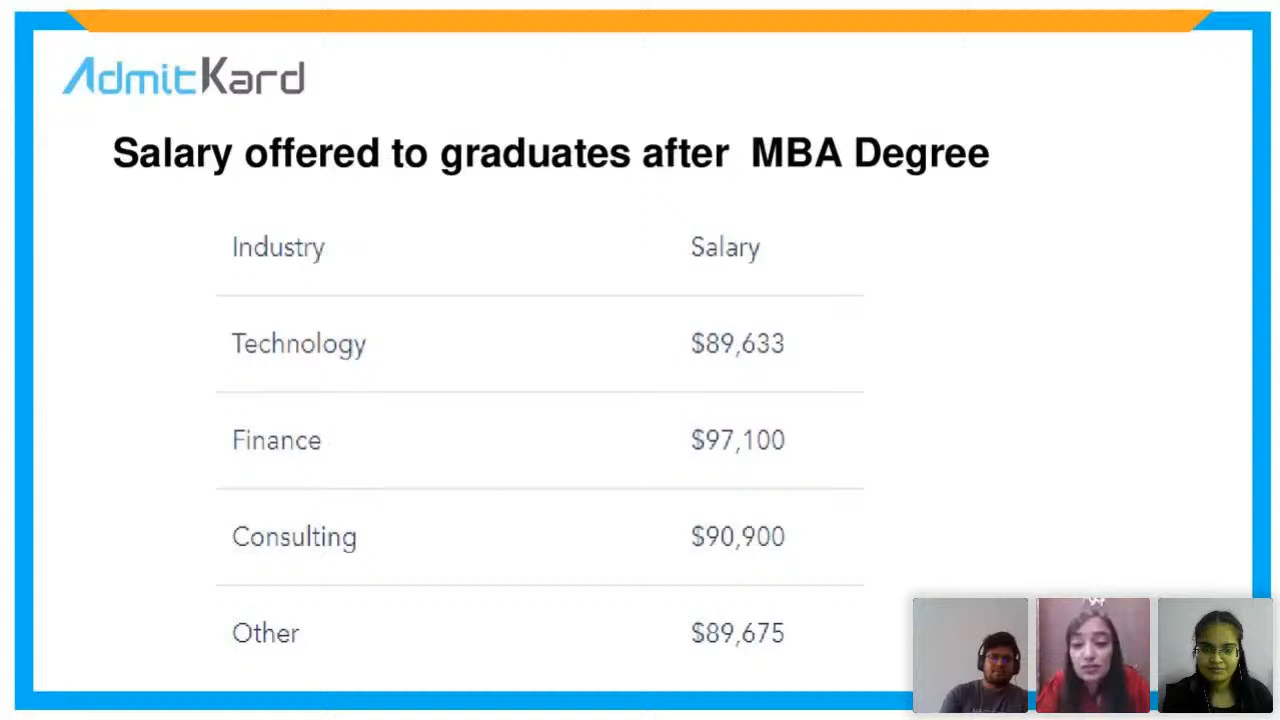 AdmitKard
Salary offered to graduates after MBA Degree
Industry Salary
Technology $89,633
Finance $97,100
Consulting $90,900
Other $89,675